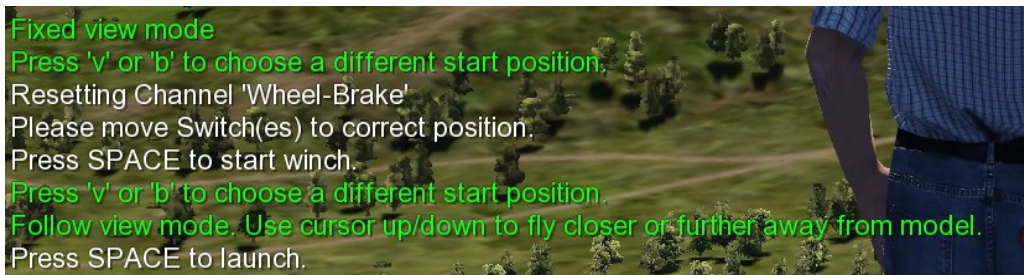 Fixed view mode
Press 'v' or 'b' to choose a different start position.
Resetting Channel 'Wheel-Brake'
Please move Switch(es) to correct position.
Press SPACE to start winch.
Press 'v' or 'b' to choose a different start position.
Follow view mode. Use cursor up/down to fly closer or further away from model.
Press SPACE to launch.